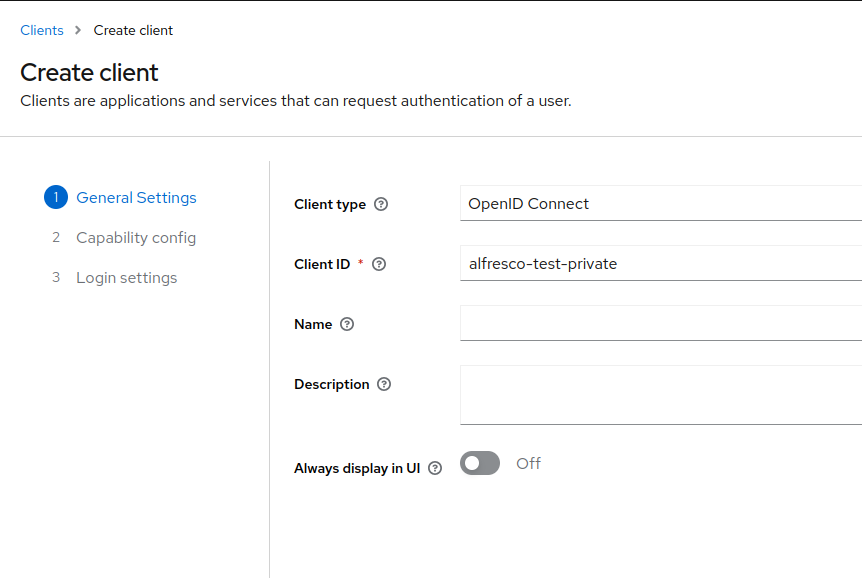 Clients > Create client
Create client
Clients are applications and services that can request authentication of a user.
1 General Settings
2 Capability config
3 Login settings
Client type ? OpenID Connect
Client ID * ? alfresco-test-private
Name ?
Description ?
Always display in UI ? Off